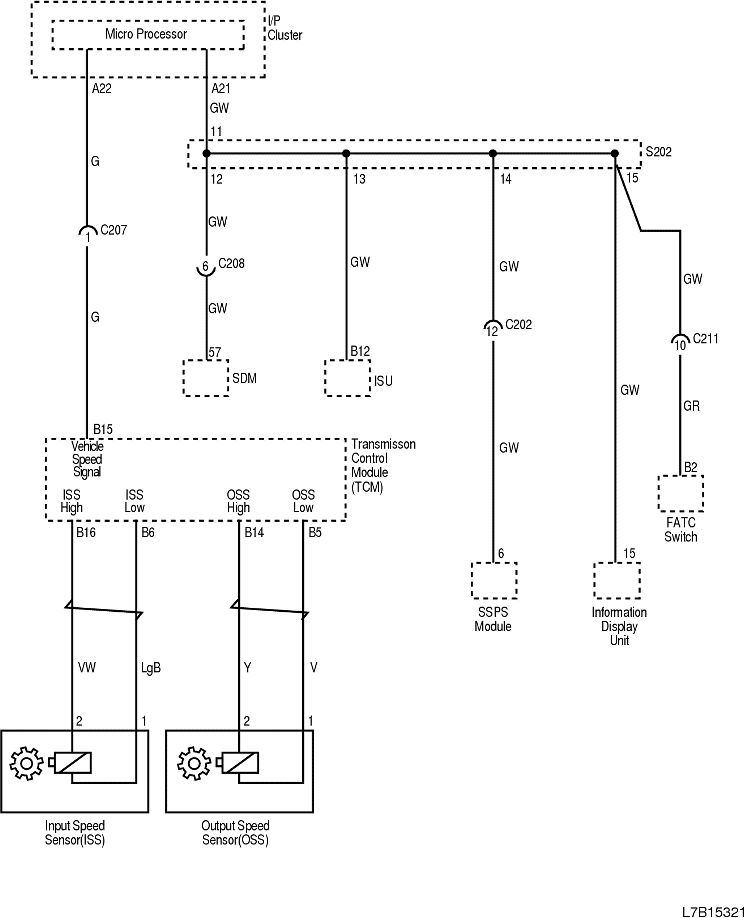 I/P
Cluster
Micro Processor
A22
A21
GW
11
S202
12
13
14
15
G
GW
C207
1
6
C208
GW
GW
GW
12
C202
C211
10
G
GW
57
B12
SDM
ISU
GW
GR
B15
GW
B2
Vehicle
Speed
Signal
Transmisson
Control
Module
(TCM)
ISS
High
ISS
Low
OSS
High
OSS
Low
FATC
Switch
B16
B6
B14
B5
6
15
SSPS
Module
Information
Display
Unit
VW
LgB
Y
V
2
1
2
1
Input Speed
Sensor(ISS)
Output Speed
Sensor(OSS)
L7B15321